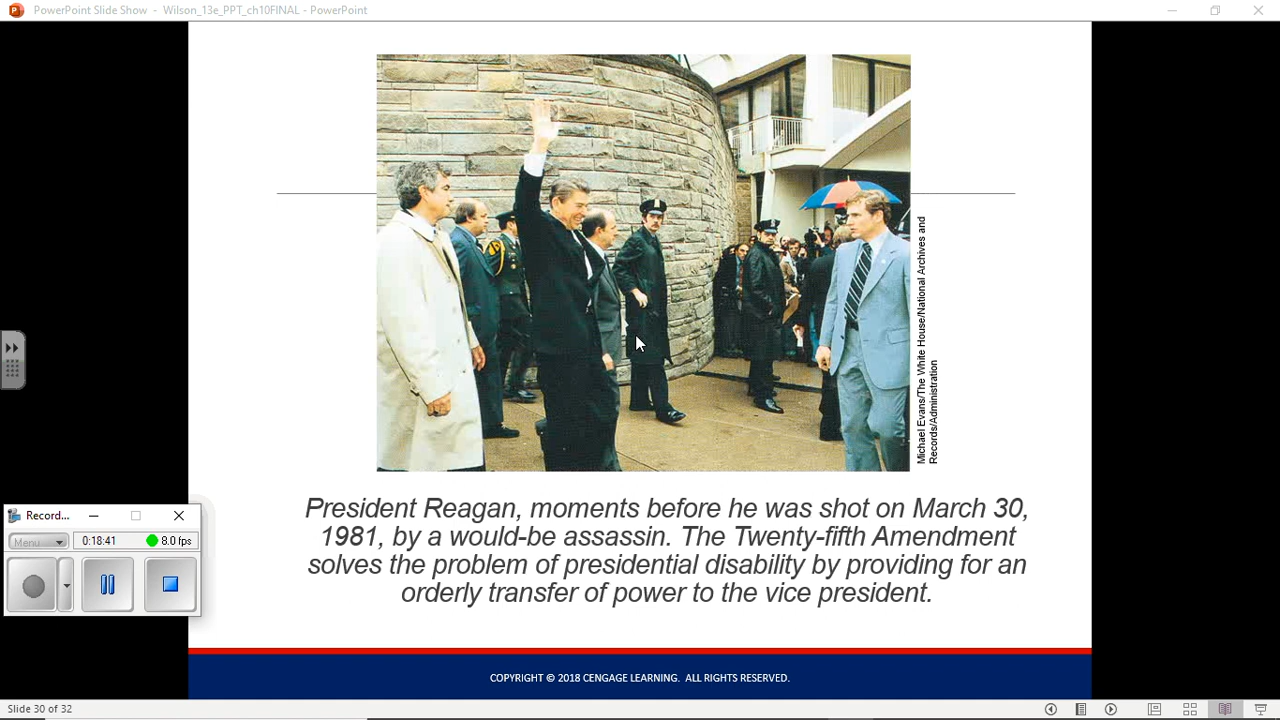 PowerPoint Slide Show - Wilson_13e_PPT_ch10FINAL - PowerPoint
Michael Evans/The White House/National Archives and
Records/Administration
President Reagan, moments before he was shot on March 30,
1981, by a would-be assassin. The Twenty-fifth Amendment
solves the problem of presidential disability by providing for an
orderly transfer of power to the vice president.
Record...
Menu
0:18:41
8.0 fps
COPYRIGHT © 2018 CENGAGE LEARNING. ALL RIGHTS RESERVED.
Slide 30 of 32